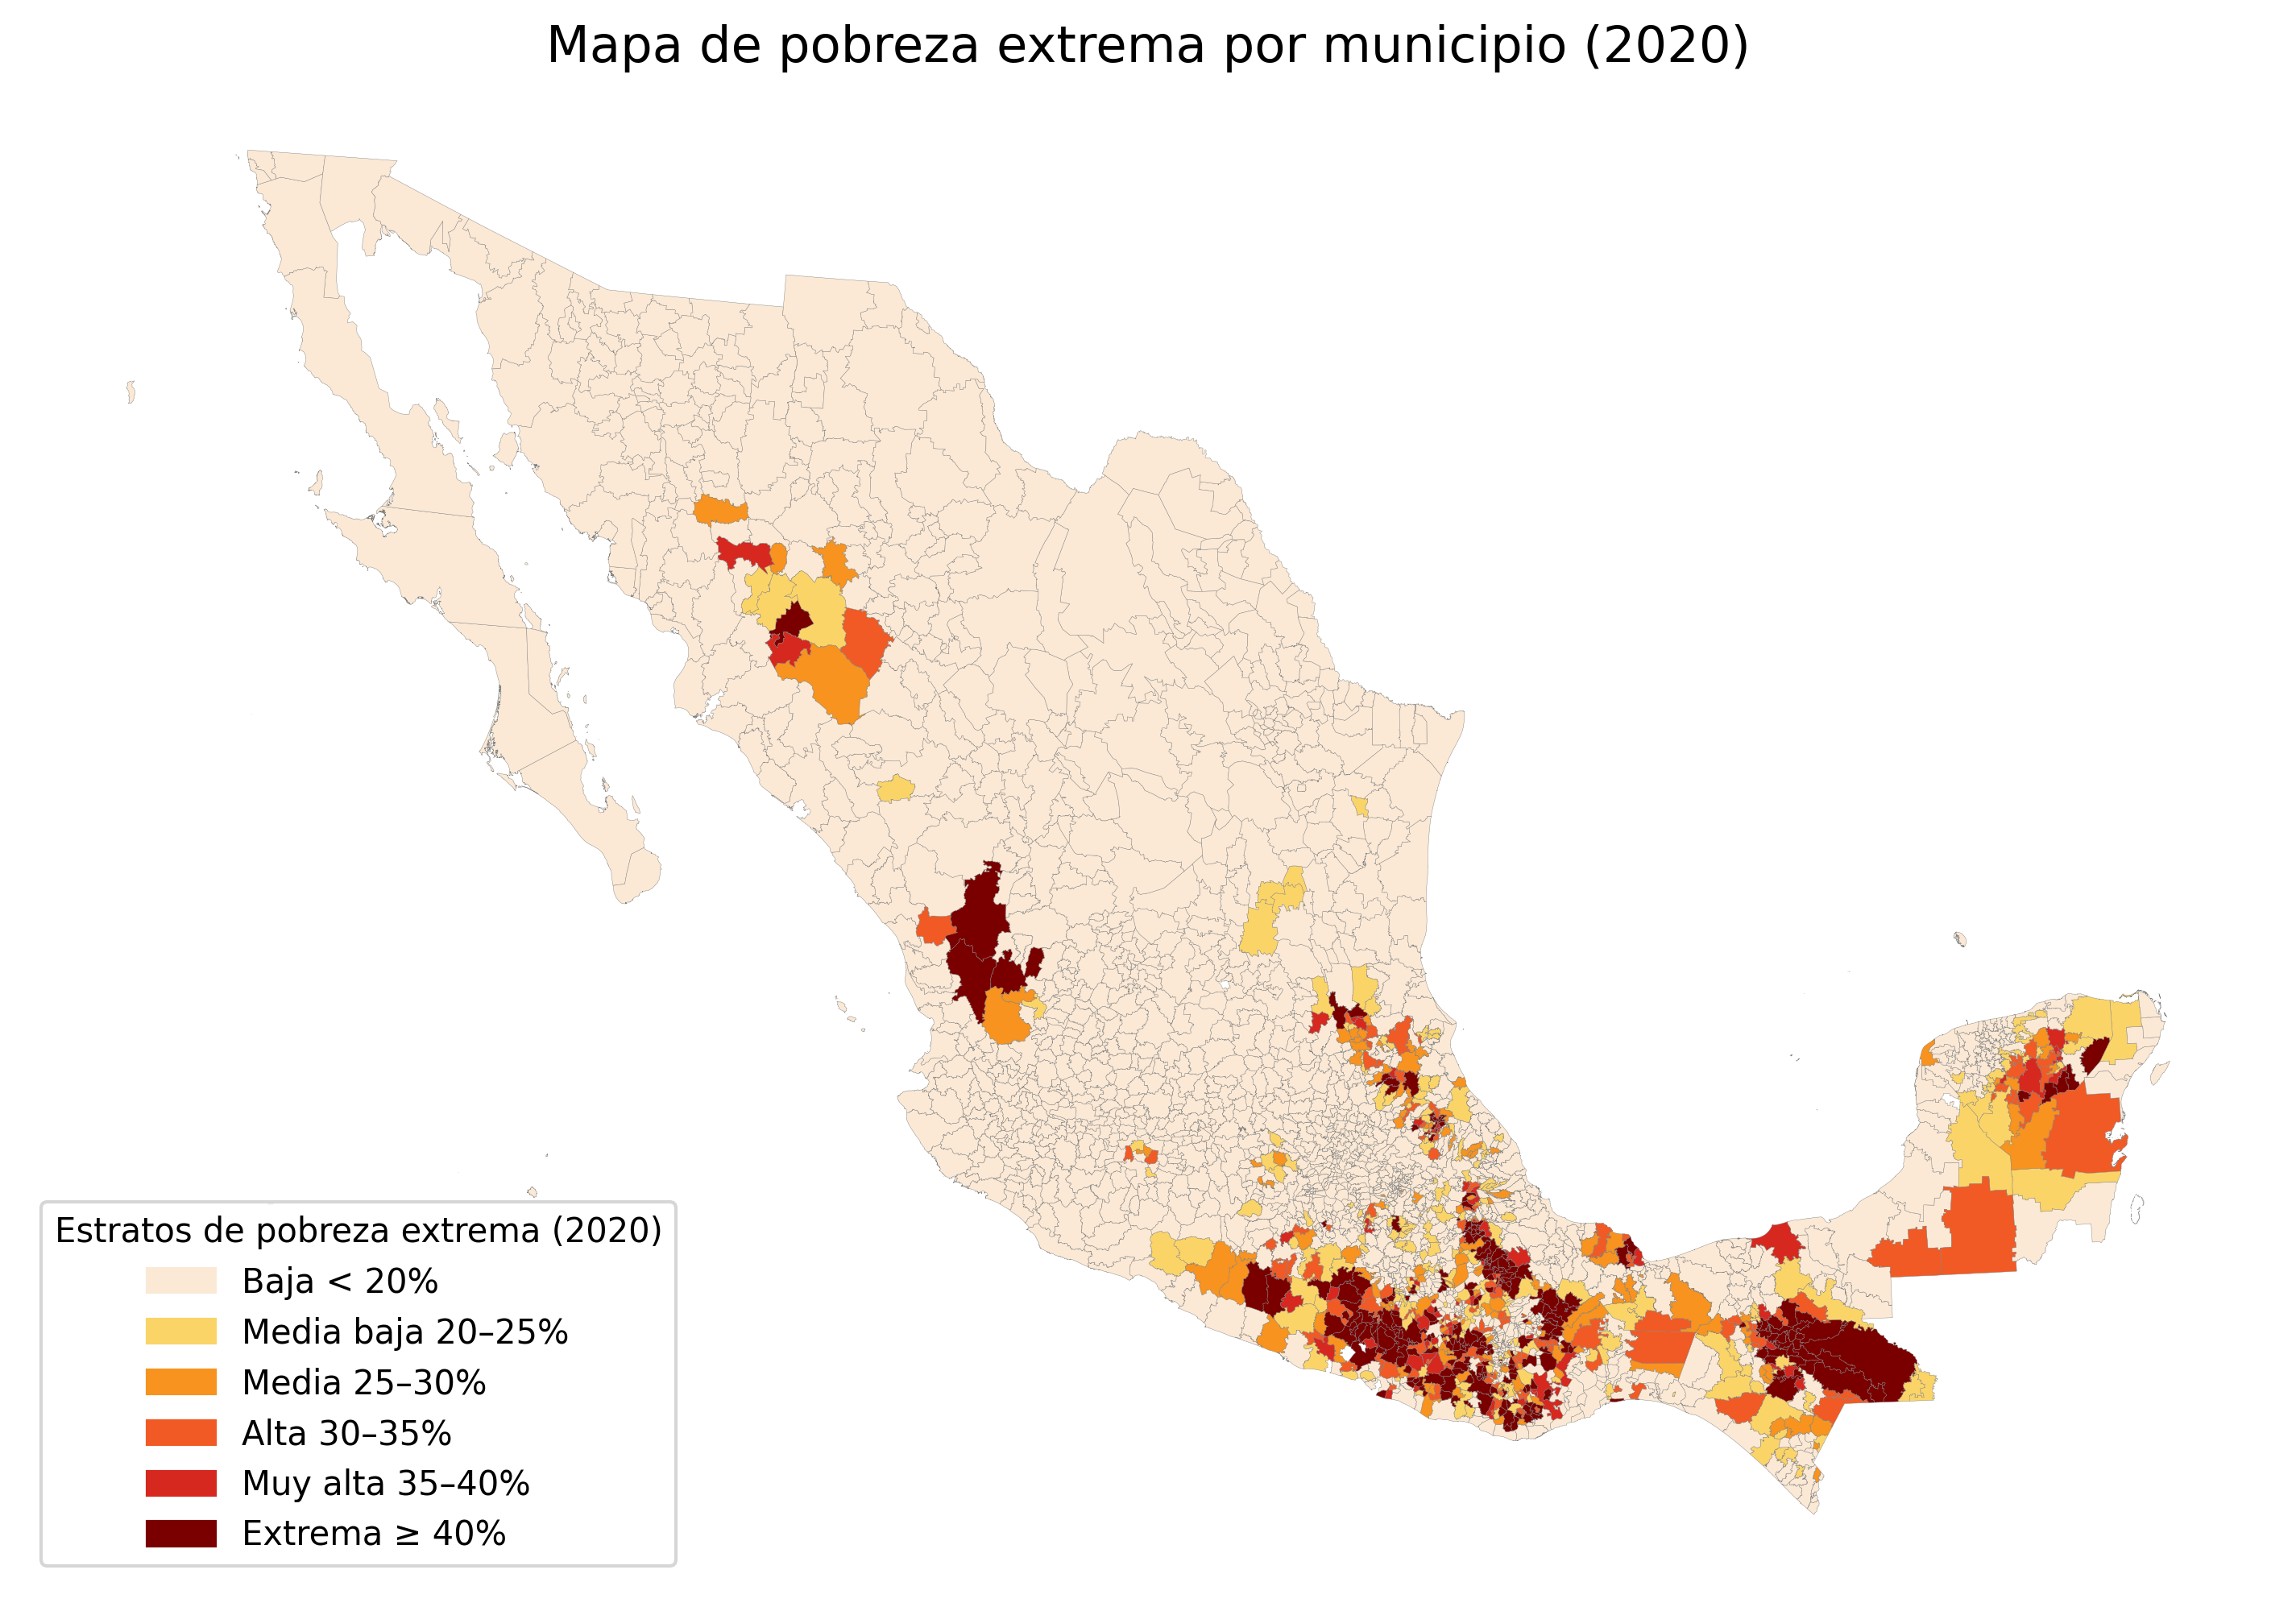 Mapa de pobreza extrema por municipio (2020)
Estratos de pobreza extrema (2020)
Baja < 20%
Media baja 20–25%
Media 25–30%
Alta 30–35%
Muy alta 35–40%
Extrema ≥ 40%